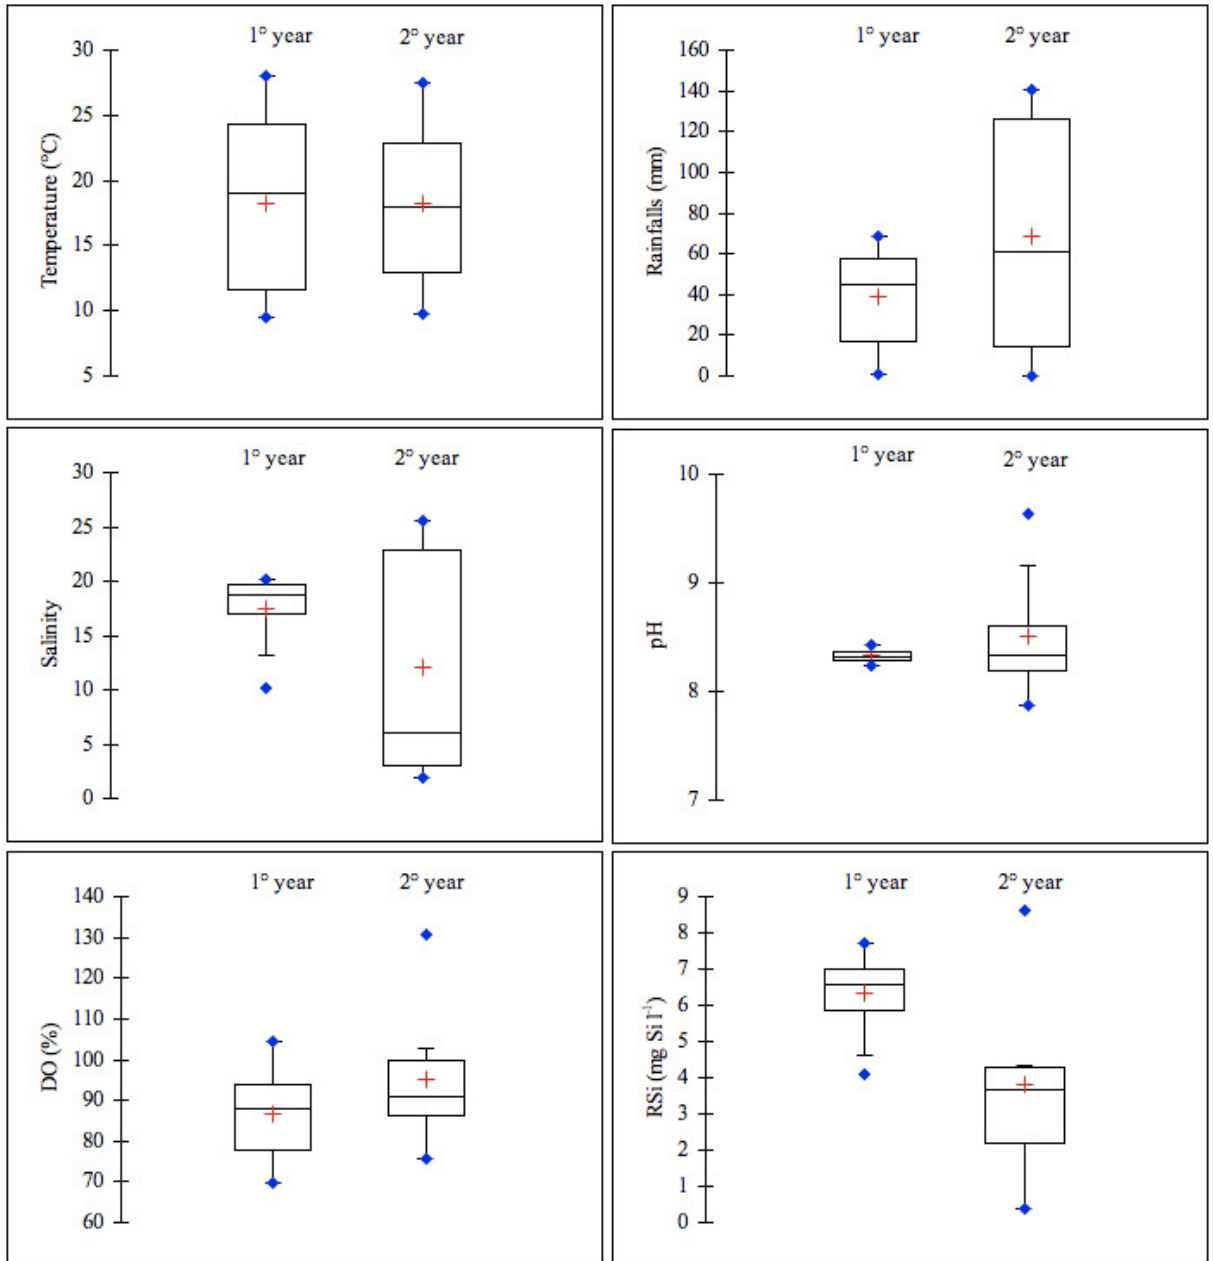 1° year
2° year
30
25
20
15
10
5
Temperature (°C)
1° year
2° year
160
140
120
100
80
60
40
20
0
Rainfalls (mm)
1° year
2° year
30
25
20
15
10
5
0
Salinity
1° year
2° year
10
9
8
7
pH
1° year
2° year
140
130
120
110
100
90
80
70
60
DO (%)
1° year
2° year
9
8
7
6
5
4
3
2
1
0
RSi (mg Si l⁻¹)